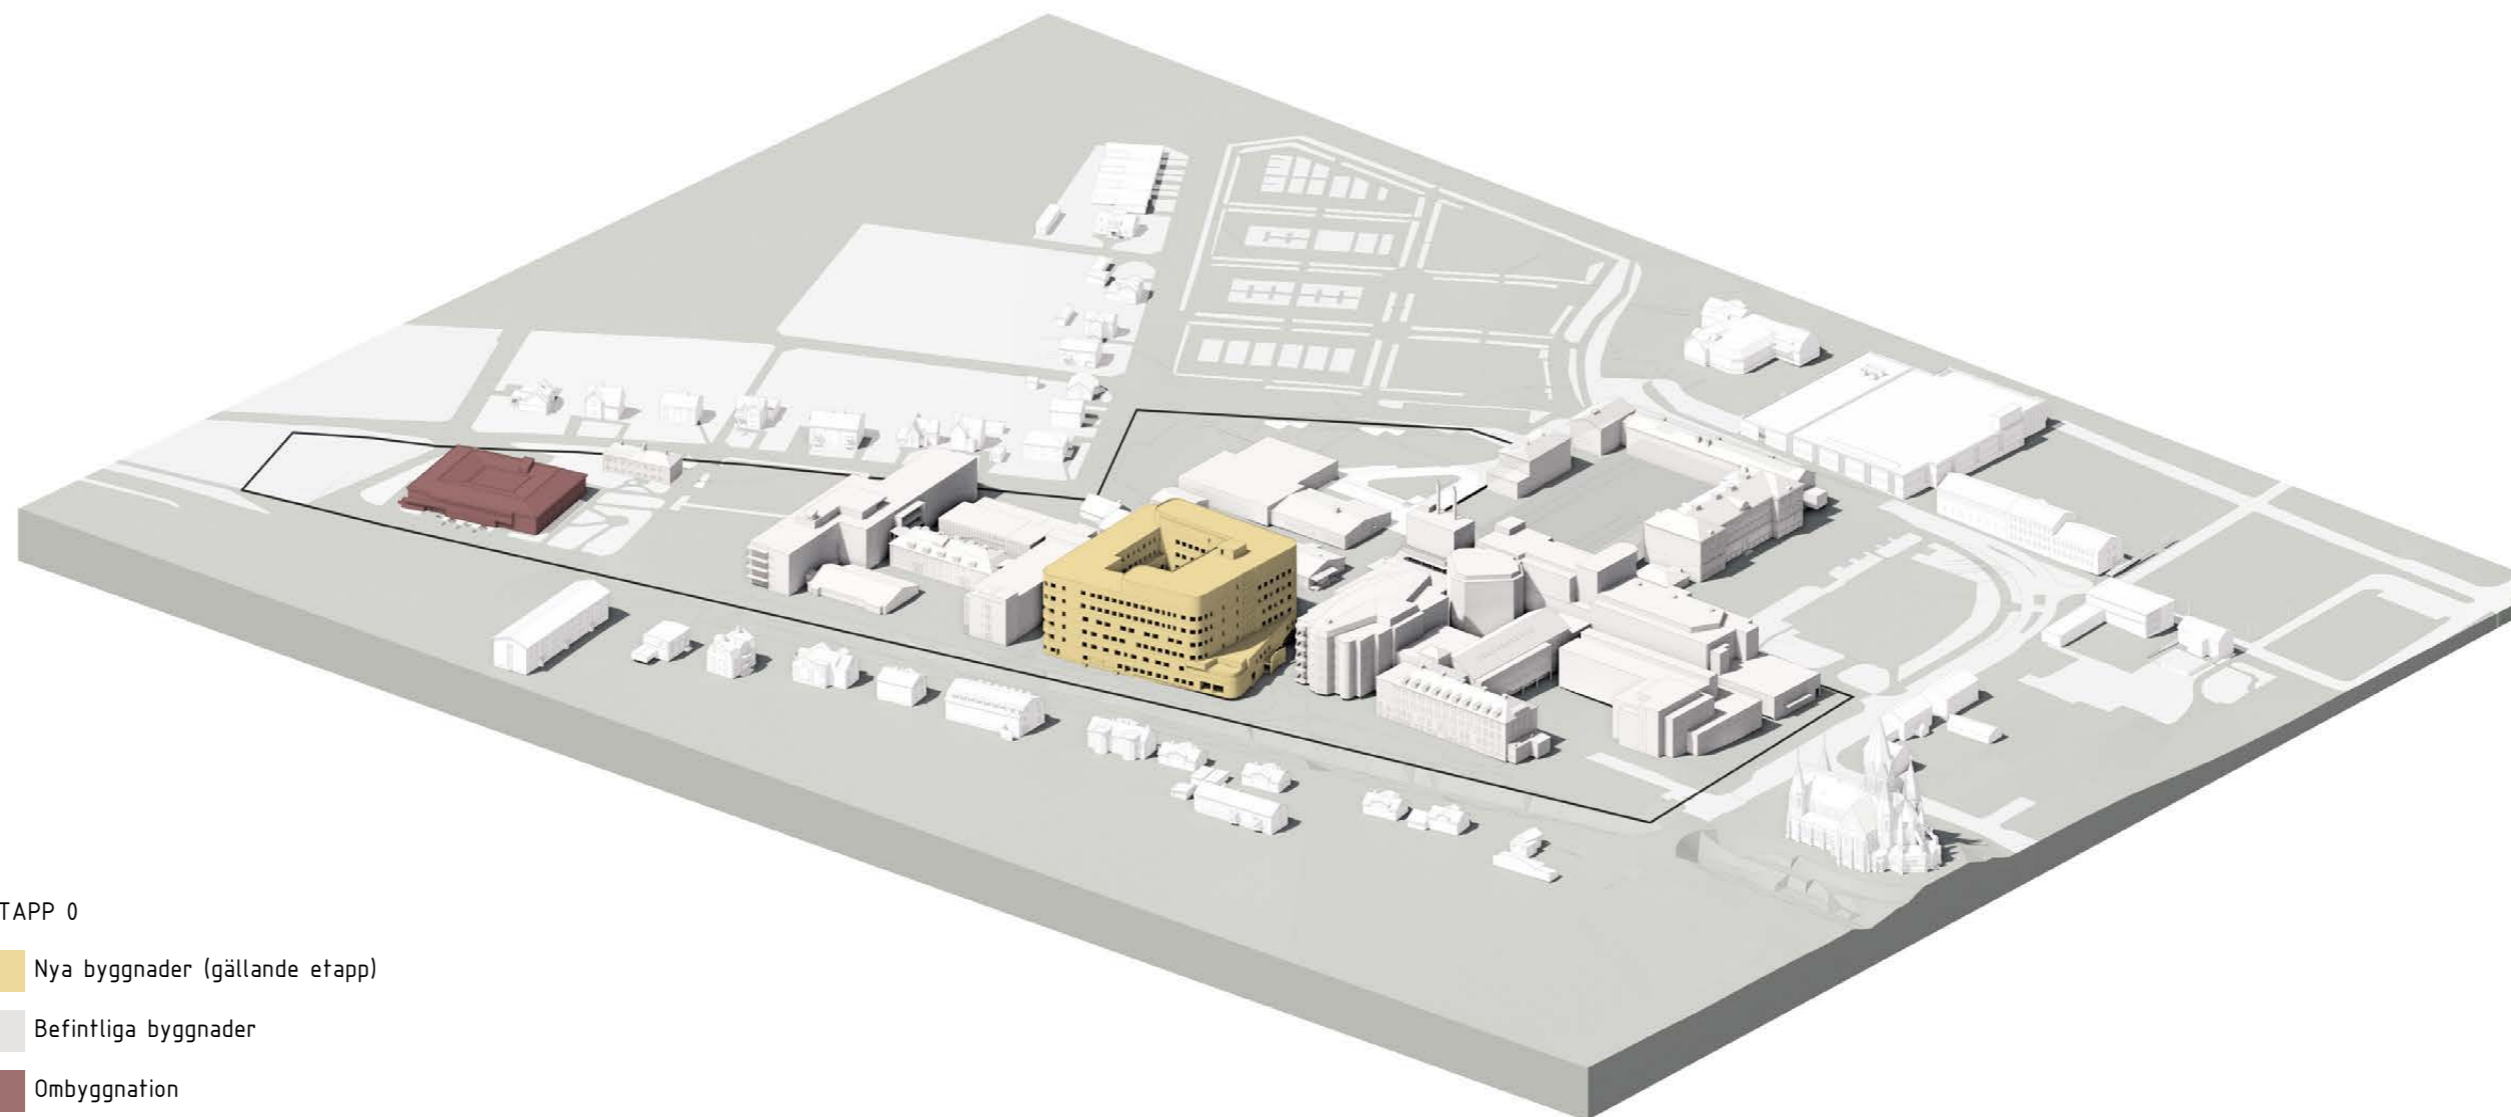 TAPP 0
Nya byggnader (gällande etapp)
Befintliga byggnader
Ombyggnation